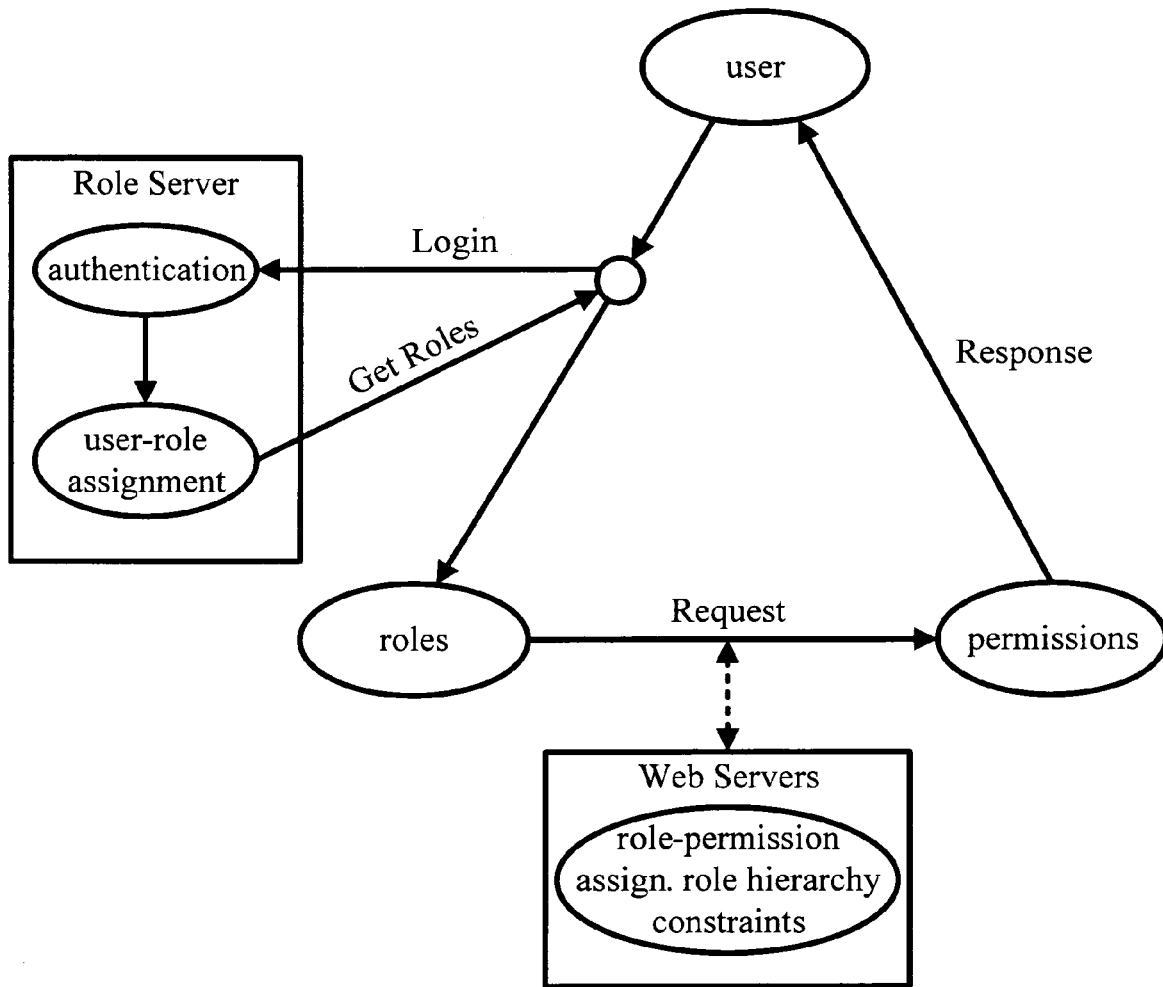 user
Role Server
authentication
Login
Get Roles
user-role
assignment
Response
roles
Request
permissions
Web Servers
role-permission
assign. role hierarchy
constraints